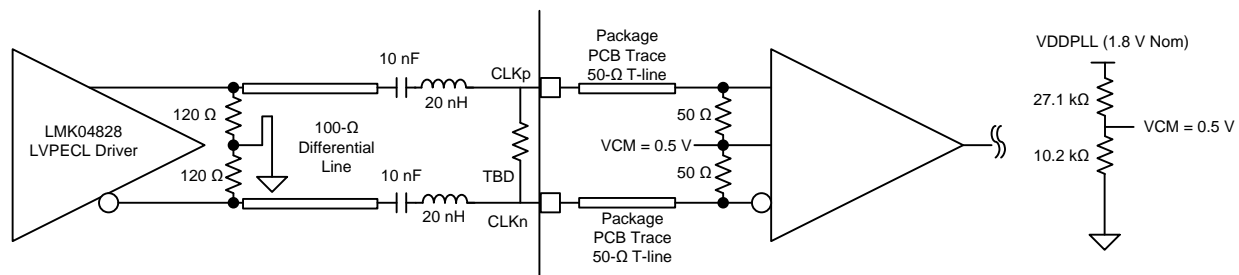 LMK04828
LVPECL Driver
120 Ω
120 Ω
100-Ω
Differential
Line
10 nF
20 nH
10 nF
20 nH
CLKp
TBD
CLKn
Package
PCB Trace
50-Ω T-line
50 Ω
VCM = 0.5 V
50 Ω
Package
PCB Trace
50-Ω T-line
VDDPLL (1.8 V Nom)
27.1 kΩ
VCM = 0.5 V
10.2 kΩ